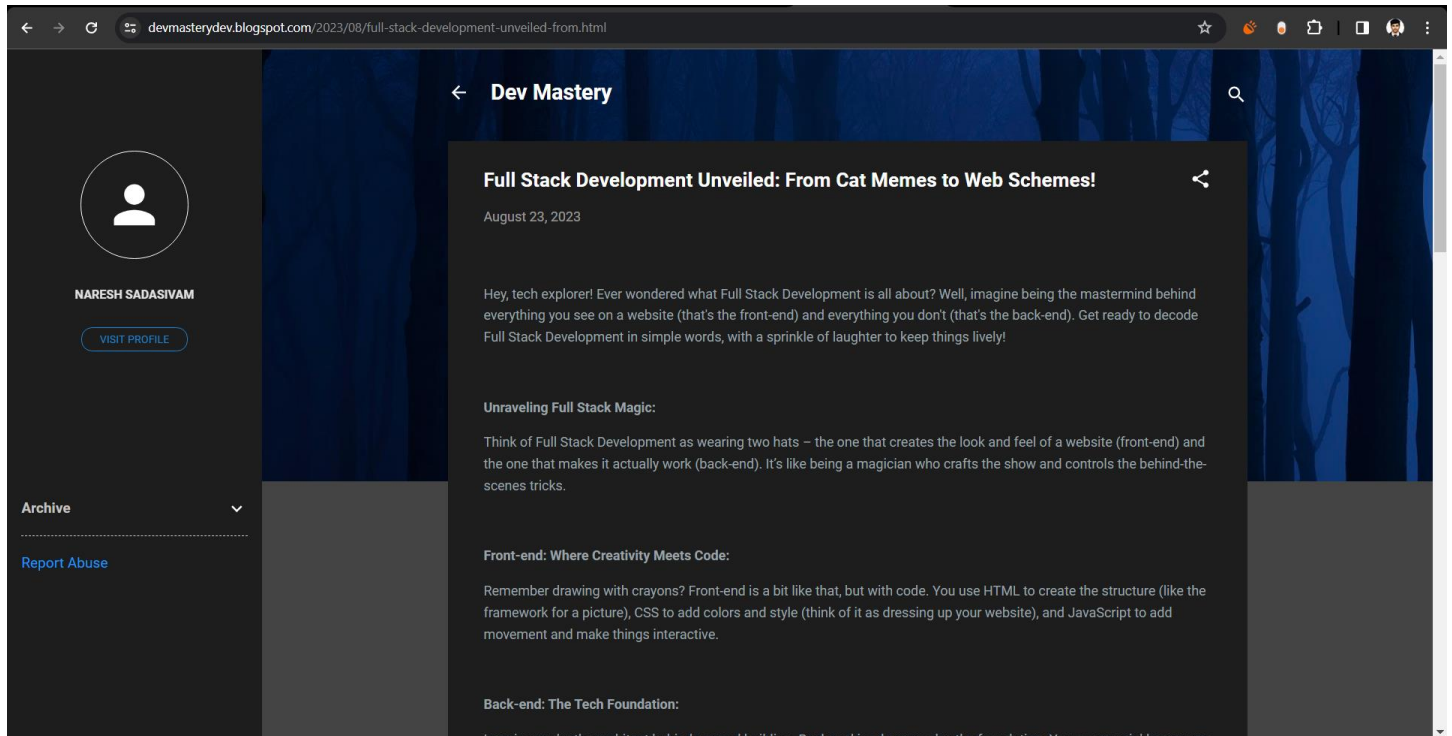 devmasterydev.blogspot.com/2023/08/full-stack-development-unveiled-from.html
Dev Mastery
NARESH SADASIVAM
VISIT PROFILE
Archive
Report Abuse
Full Stack Development Unveiled: From Cat Memes to Web Schemes!
August 23, 2023
Hey, tech explorer! Ever wondered what Full Stack Development is all about? Well, imagine being the mastermind behind
everything you see on a website (that's the front-end) and everything you don't (that's the back-end). Get ready to decode
Full Stack Development in simple words, with a sprinkle of laughter to keep things lively!
Unraveling Full Stack Magic:
Think of Full Stack Development as wearing two hats – the one that creates the look and feel of a website (front-end) and
the one that makes it actually work (back-end). It's like being a magician who crafts the show and controls the behind-the-
scenes tricks.
Front-end: Where Creativity Meets Code:
Remember drawing with crayons? Front-end is a bit like that, but with code. You use HTML to create the structure (like the
framework for a picture), CSS to add colors and style (think of it as dressing up your website), and JavaScript to add
movement and make things interactive.
Back-end: The Tech Foundation: